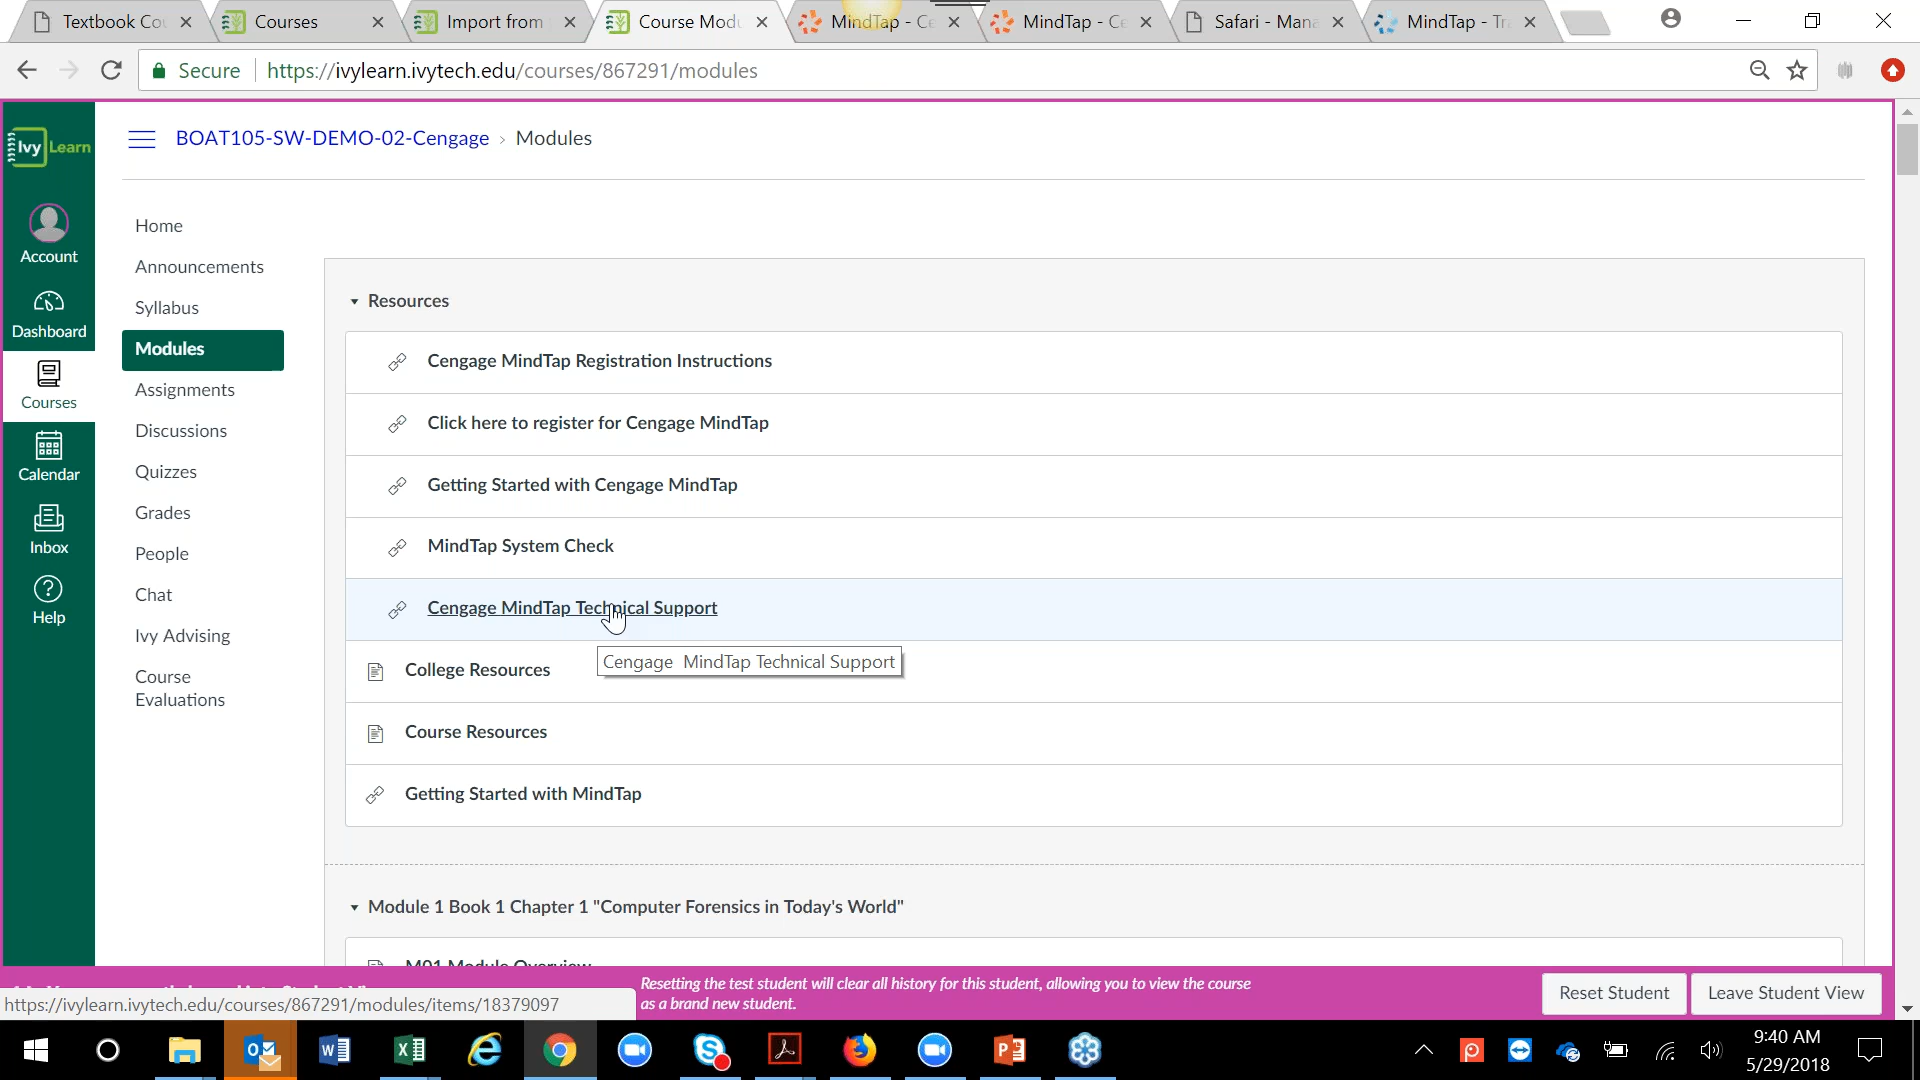 Textbook Cou
Courses
Import from
Course Modu
MindTap - Ce
MindTap - Ce
Safari - Mana
MindTap - Tra
Secure
https://ivylearn.ivytech.edu/courses/867291/modules
Ivy Learn
BOAT105-SW-DEMO-02-Cengage › Modules
Account
Dashboard
Courses
Calendar
Inbox
Help
Home
Announcements
Syllabus
Modules
Assignments
Discussions
Quizzes
Grades
People
Chat
Ivy Advising
Course
Evaluations
Resources
Cengage MindTap Registration Instructions
Click here to register for Cengage MindTap
Getting Started with Cengage MindTap
MindTap System Check
Cengage MindTap Technical Support
Cengage MindTap Technical Support
College Resources
Course Resources
Getting Started with MindTap
Module 1 Book 1 Chapter 1 "Computer Forensics in Today's World"
M01 Module Overview
Resetting the test student will clear all history for this student, allowing you to view the course
as a brand new student.
Reset Student
Leave Student View
https://ivylearn.ivytech.edu/courses/867291/modules/items/18379097
9:40 AM
5/29/2018